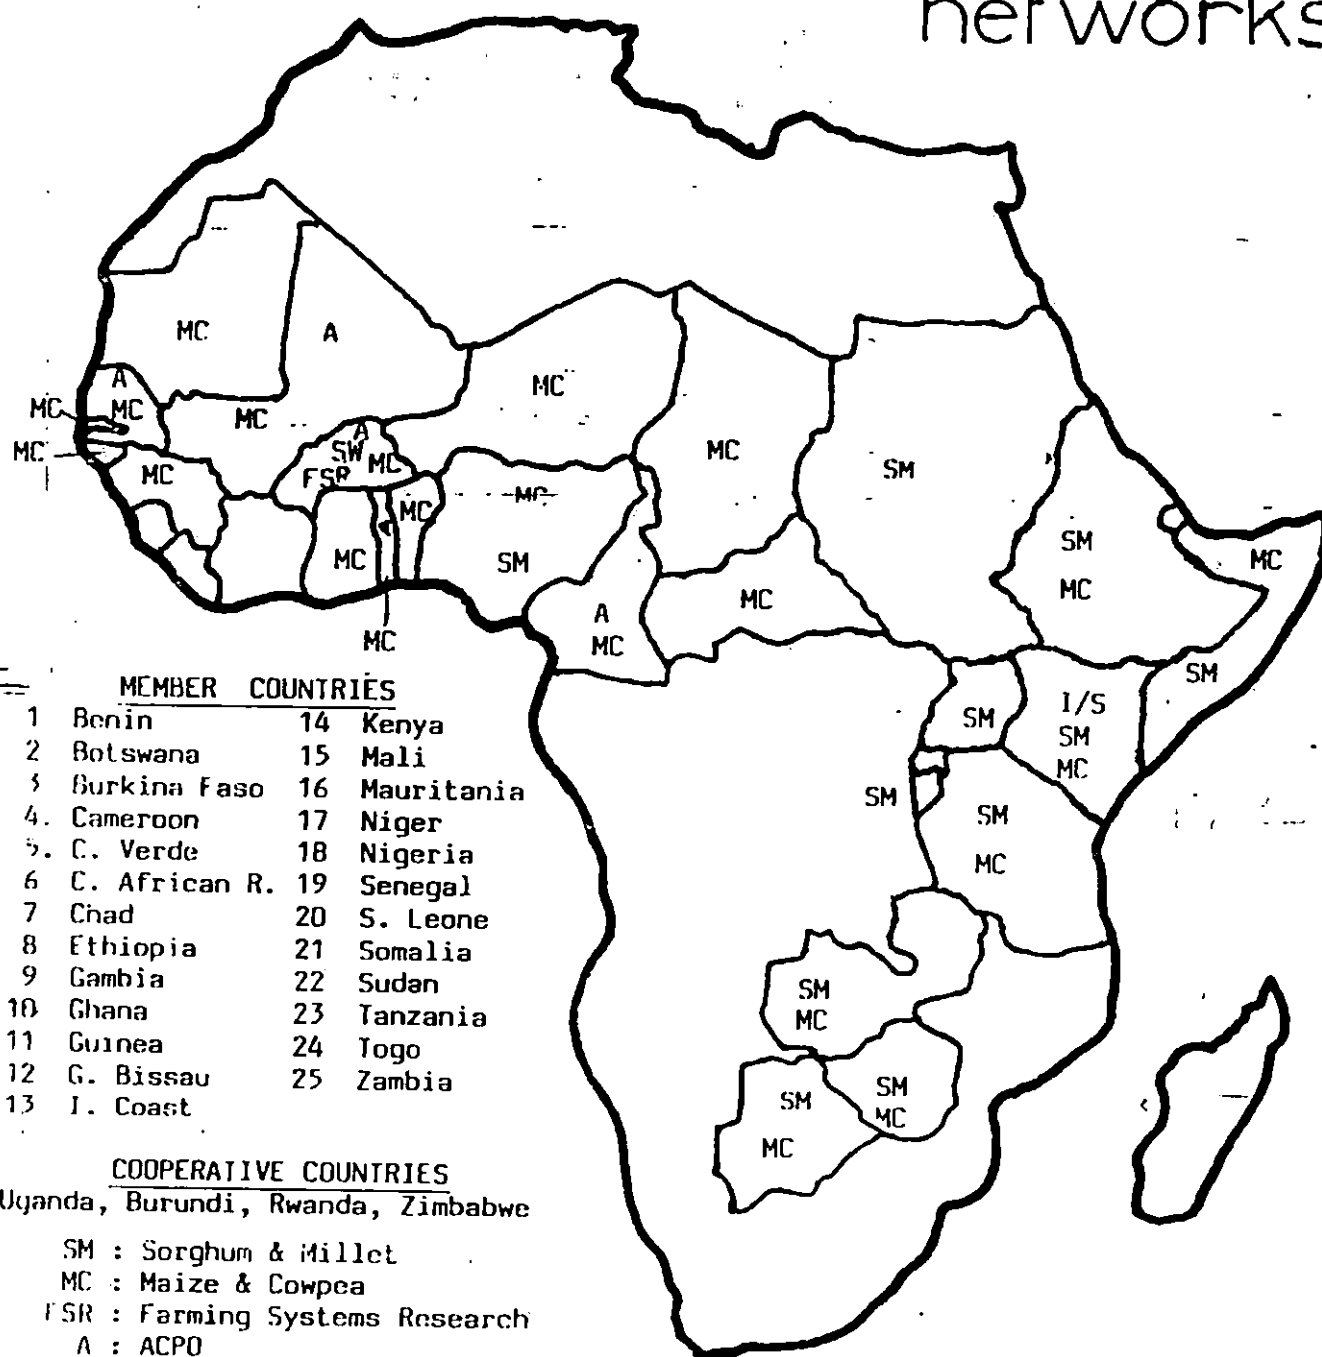 networks
MC
A
A
MC
MC
MC
MC
MC
MC
A
SW
MC
FSR
MC
MC
MC
SM
MC
MC
MC
SM
A
MC
MC
SM
MC
MC
SM
SM
I/S
SM
MC
SM
SM
MC
SM
MC
SM
MC
SM
MC
MEMBER COUNTRIES
1 Benin 14 Kenya
2 Botswana 15 Mali
3 Burkina Faso 16 Mauritania
4. Cameroon 17 Niger
5. C. Verde 18 Nigeria
6 C. African R. 19 Senegal
7 Chad 20 S. Leone
8 Ethiopia 21 Somalia
9 Gambia 22 Sudan
10 Ghana 23 Tanzania
11 Guinea 24 Togo
12 G. Bissau 25 Zambia
13 I. Coast
COOPERATIVE COUNTRIES
Uganda, Burundi, Rwanda, Zimbabwe
SM : Sorghum & Millet
MC : Maize & Cowpea
FSR : Farming Systems Research
A : ACPO